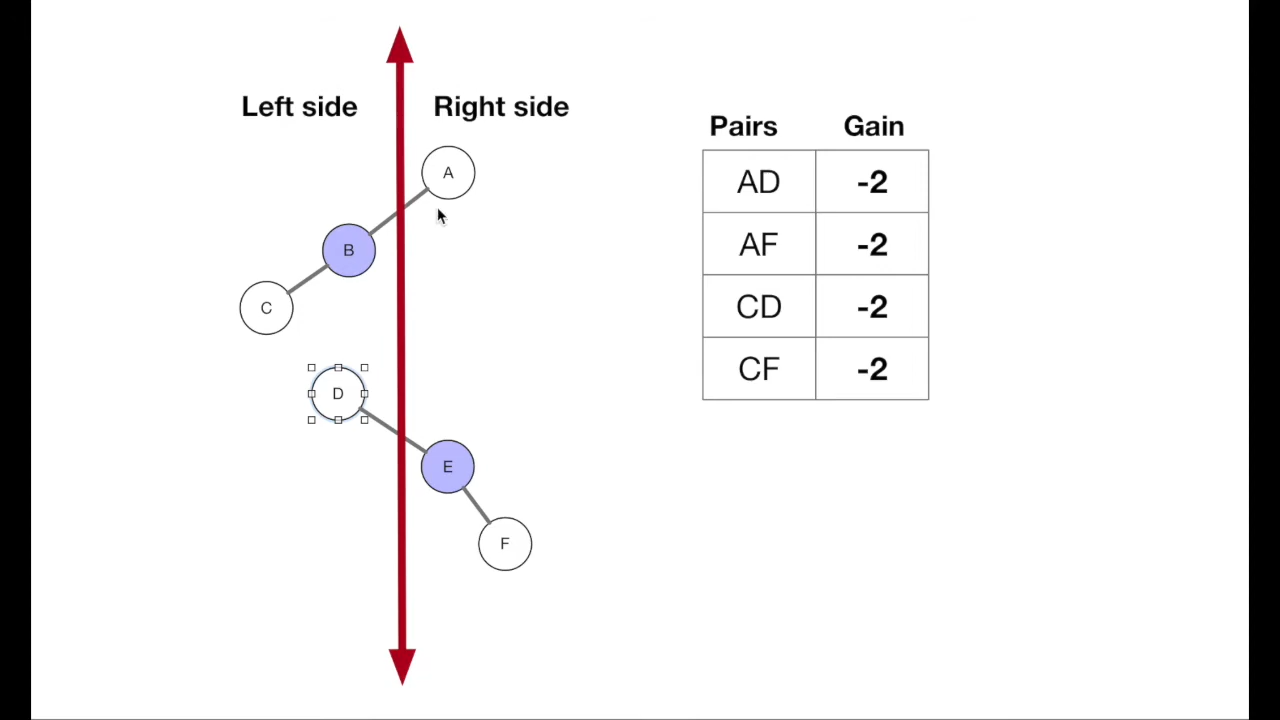 Left side
Right side
A
B
C
D
E
F
Pairs Gain
AD -2
AF -2
CD -2
CF -2